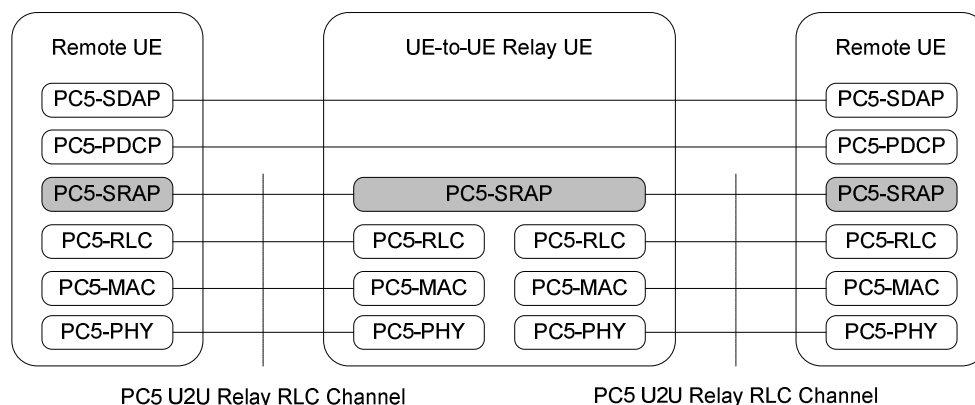 Remote UE
UE-to-UE Relay UE
Remote UE
PC5-SDAP
PC5-SDAP
PC5-PDCP
PC5-PDCP
PC5-SRAP
PC5-SRAP
PC5-SRAP
PC5-RLC
PC5-RLC
PC5-RLC
PC5-RLC
PC5-MAC
PC5-MAC
PC5-MAC
PC5-MAC
PC5-PHY
PC5-PHY
PC5-PHY
PC5-PHY
PC5 U2U Relay RLC Channel
PC5 U2U Relay RLC Channel